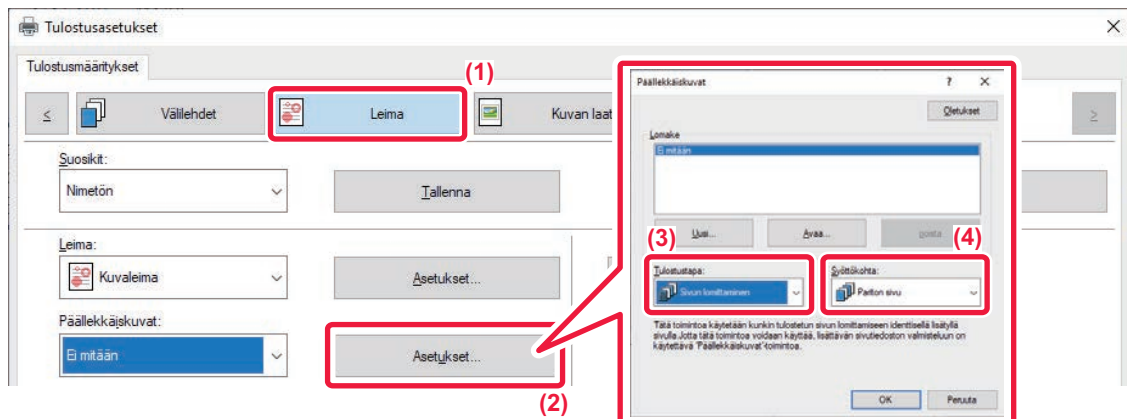 Tulostusasetukset
Tulostusmääritykset
(1)
Välilehdet
Leima
Kuvan laat
Suosikit:
Nimetön
Tallenna
Leima:
Kuvaleima
Asetukset...
Päällekkäiskuvat:
Ei mitään
Asetukset...
(2)
Päällekkäiskuvat
?
Oletukset
Lomake
Ei mitään
Uusi...
Avaa...
poista
(3)
(4)
Tulostustapa:
Syöttökohta:
Sivun lomittaminen
Pariton sivu
Tätä toimintoa käytetään kunkin tulostetun sivun lomittamiseen identtisellä lisätyllä
sivulla.Jotta tätä toimintoa voidaan käyttää, lisättävän sivutiedoston valmisteluun on
käytettävä 'Päällekkäiskuvat'-toimintoa.
OK
Peruuta